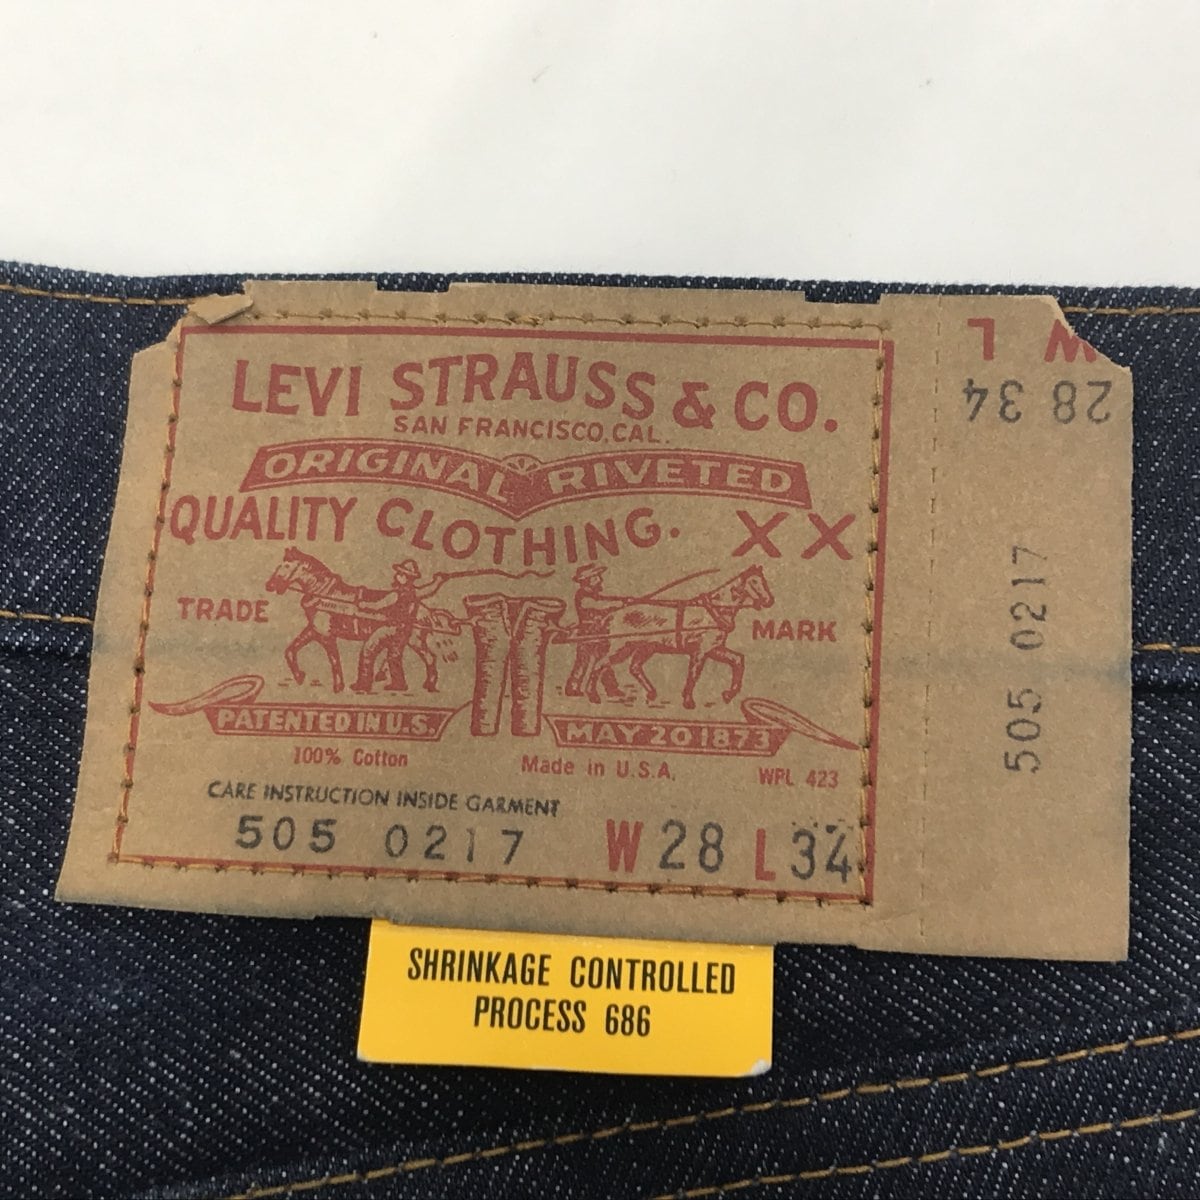 LEVI STRAUSS & CO.
SAN FRANCISCO, CAL.
ORIGINAL RIVETED
QUALITY CLOTHING. XX
TRADE MARK
PATENTED IN U.S. MAY 20 1873
100% Cotton Made in U.S.A. WPL 423
CARE INSTRUCTION INSIDE GARMENT
505 0217 W 28 L 34
W L
28 34
505 0217
SHRINKAGE CONTROLLED
PROCESS 686